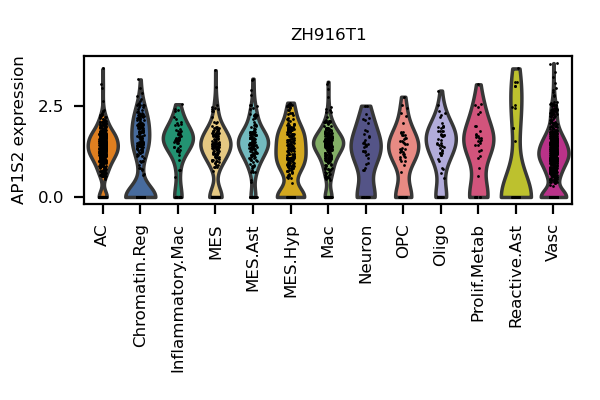 ZH916T1
AP1S2 expression
2.5
0.0
AC
Chromatin.Reg
Inflammatory.Mac
MES
MES.Ast
MES.Hyp
Mac
Neuron
OPC
Oligo
Prolif.Metab
Reactive.Ast
Vasc